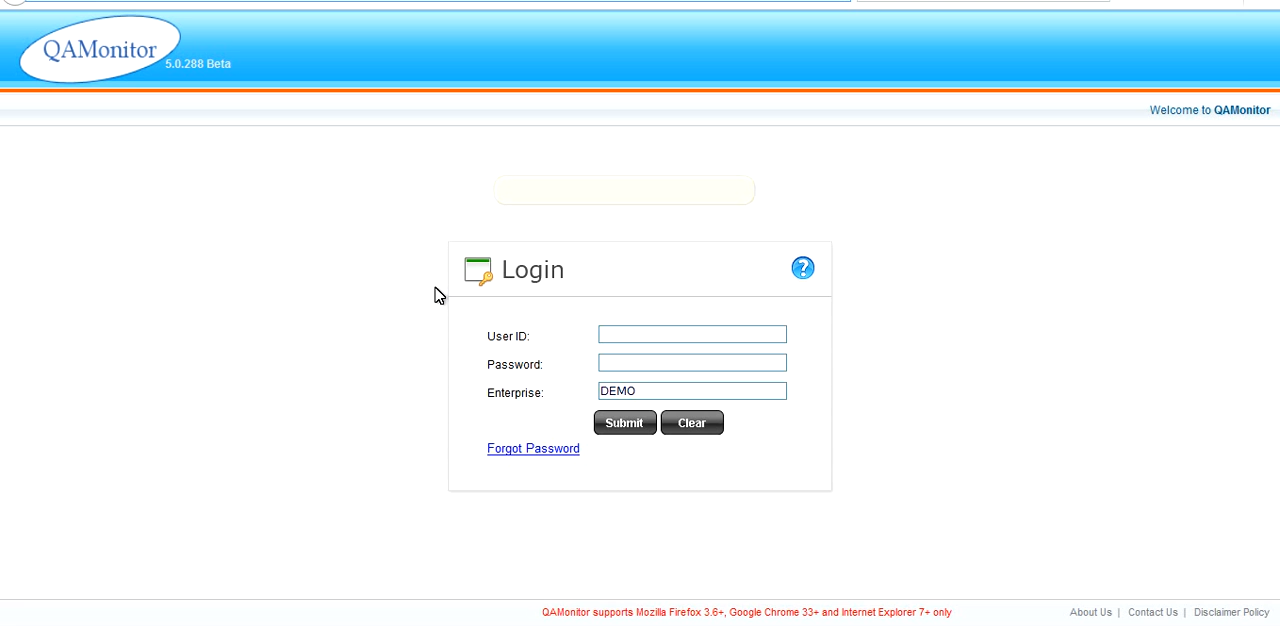 QAMonitor
5.0.288 Beta
Welcome to QAMonitor
Login
?
User ID:
Password:
Enterprise: DEMO
Submit Clear
Forgot Password
QAMonitor supports Mozilla Firefox 3.6+, Google Chrome 33+ and Internet Explorer 7+ only
About Us | Contact Us | Disclaimer Policy